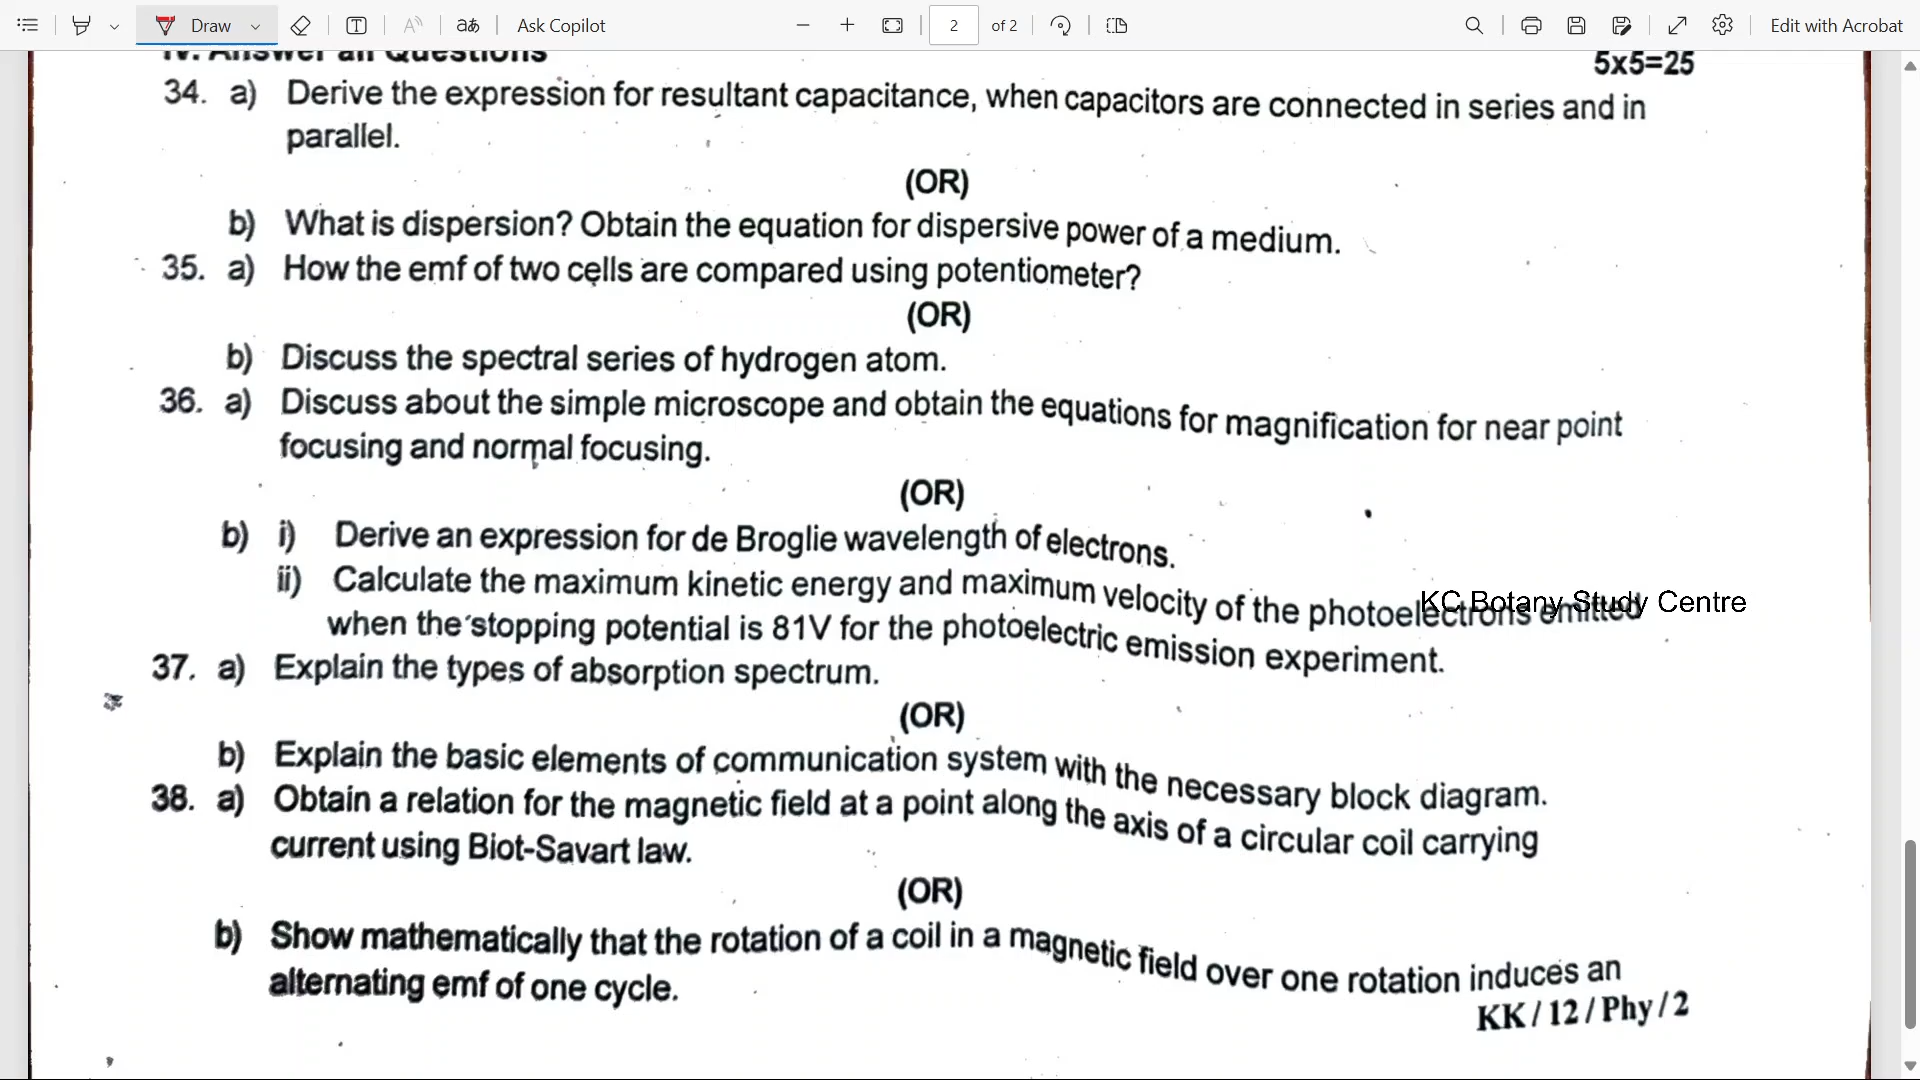 Draw
Ask Copilot
2 of 2
Edit with Acrobat
IV. Answer all Questions
5x5=25
34. a) Derive the expression for resultant capacitance, when capacitors are connected in series and in
parallel.
(OR)
b) What is dispersion? Obtain the equation for dispersive power of a medium.
35. a) How the emf of two cells are compared using potentiometer?
(OR)
b) Discuss the spectral series of hydrogen atom.
36. a) Discuss about the simple microscope and obtain the equations for magnification for near point
focusing and normal focusing.
(OR)
b) i) Derive an expression for de Broglie wavelength of electrons.
ii) Calculate the maximum kinetic energy and maximum velocity of the photoelectrons emitted
KC Botany Study Centre
when the stopping potential is 81V for the photoelectric emission experiment.
37. a) Explain the types of absorption spectrum.
(OR)
b) Explain the basic elements of communication system with the necessary block diagram.
38. a) Obtain a relation for the magnetic field at a point along the axis of a circular coil carrying
current using Biot-Savart law.
(OR)
b) Show mathematically that the rotation of a coil in a magnetic field over one rotation induces an
alternating emf of one cycle.
KK / 12 / Phy / 2